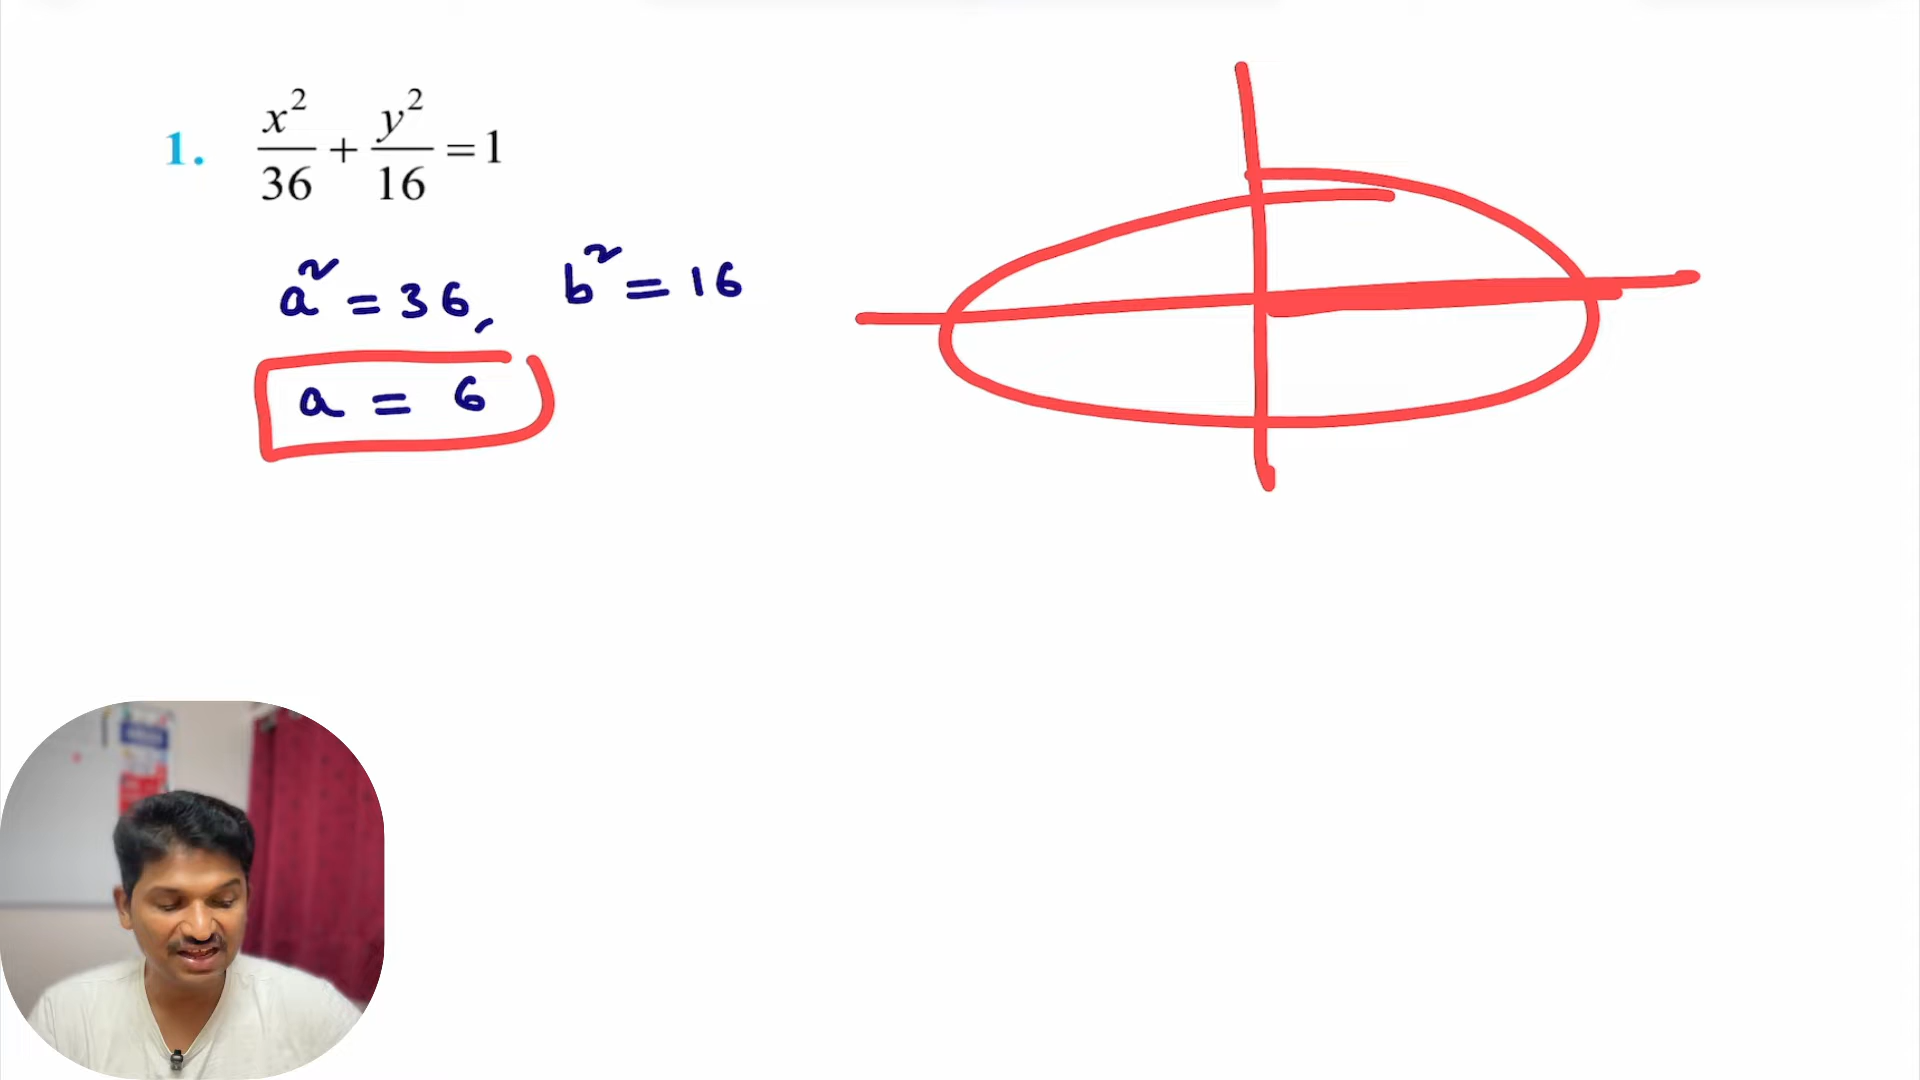 1. x²/36 + y²/16 = 1
a² = 36, b² = 16
a = 6